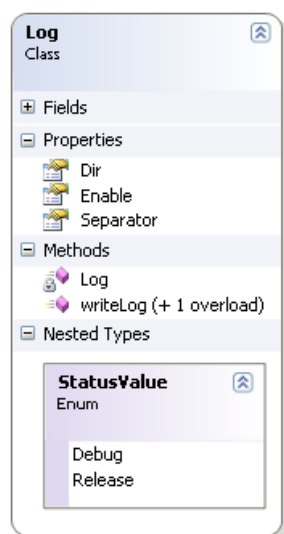 Log
Class
Fields
Properties
Dir
Enable
Separator
Methods
Log
writeLog (+ 1 overload)
Nested Types
StatusValue
Enum
Debug
Release